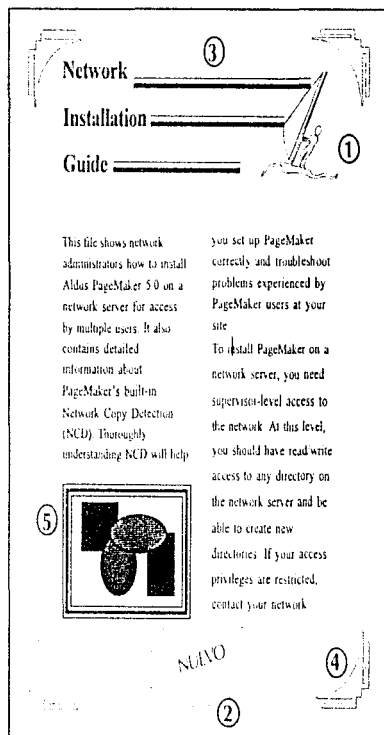 ③
Network
Installation
Guide
①
This file shows network
administrators how to install
Aldus PageMaker 5.0 on a
network server for access
by multiple users. It also
contains detailed
information about
PageMaker's built-in
Network Copy Detection
(NCD). Thoroughly
understanding NCD will help
you set up PageMaker
correctly and troubleshoot
problems experienced by
PageMaker users at your
site
To install PageMaker on a
network server, you need
supervisor-level access to
the network. At this level,
you should have read/write
access to any directory on
the network server and be
able to create new
directories. If your access
privileges are restricted,
contact your network
⑤
NUEVO
④
②